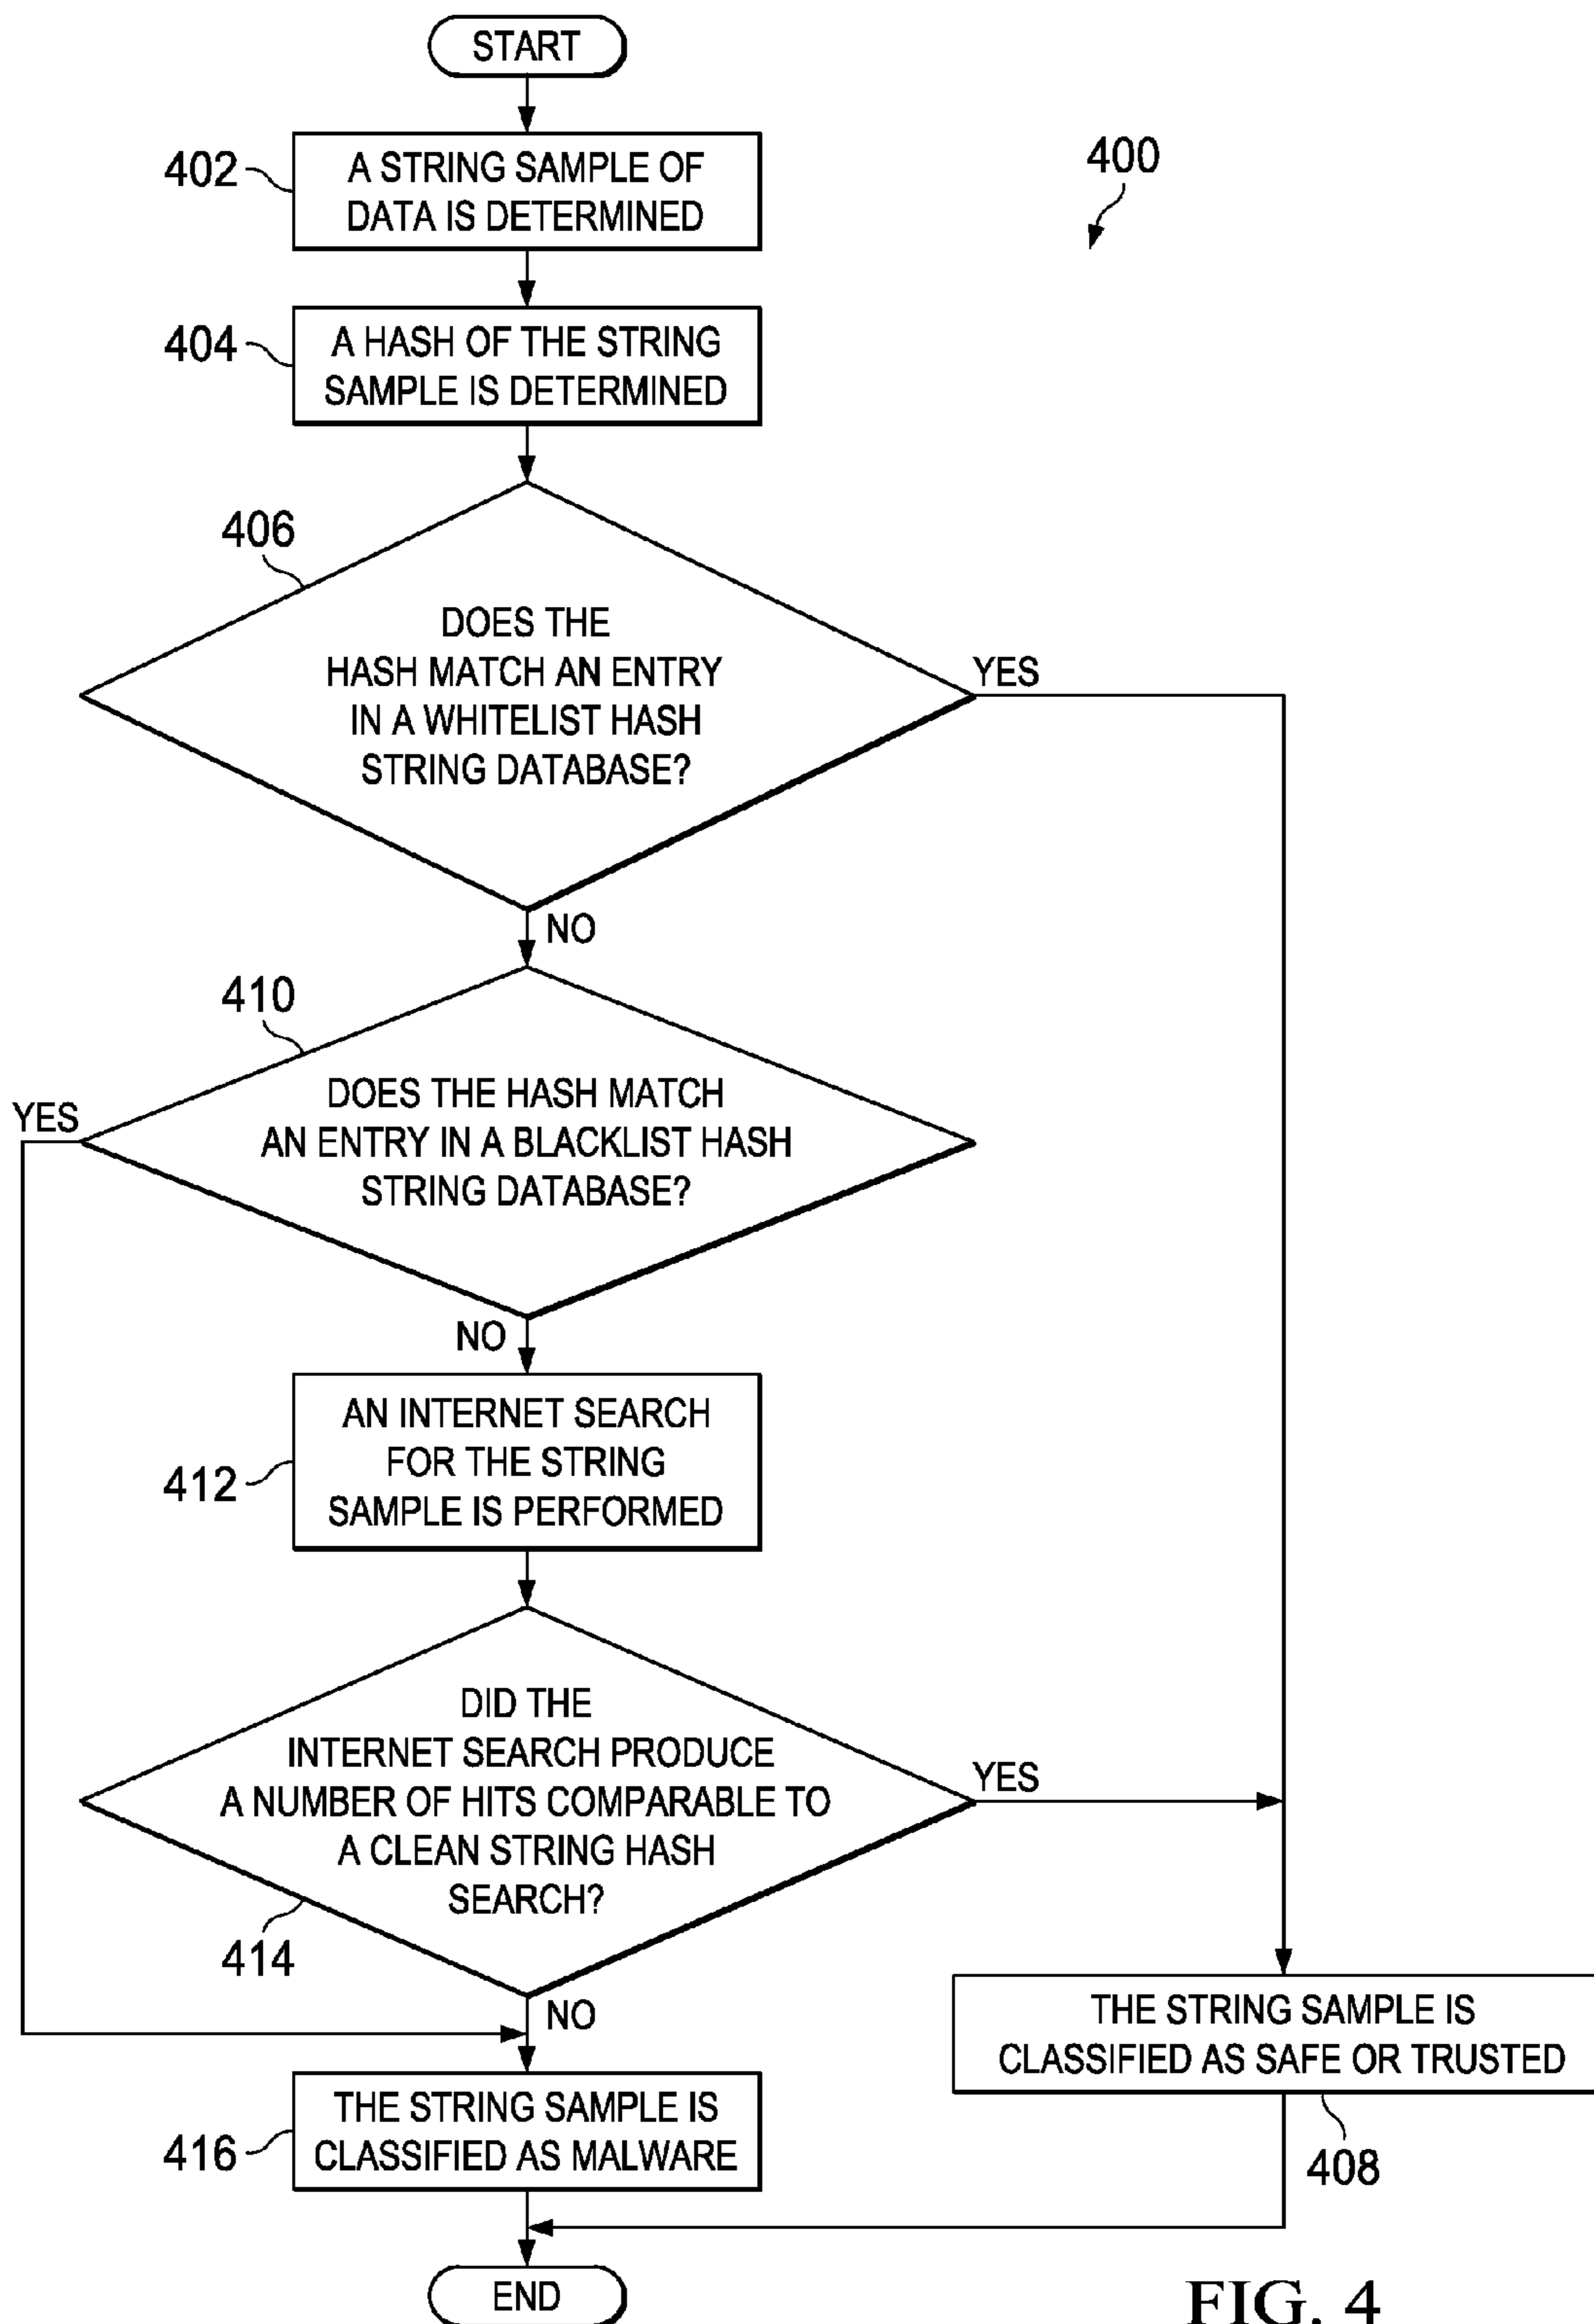 START
402
A STRING SAMPLE OF
DATA IS DETERMINED
400
404
A HASH OF THE STRING
SAMPLE IS DETERMINED
406
DOES THE
HASH MATCH AN ENTRY
IN A WHITELIST HASH
STRING DATABASE?
YES
NO
410
DOES THE HASH MATCH
AN ENTRY IN A BLACKLIST HASH
STRING DATABASE?
YES
NO
412
AN INTERNET SEARCH
FOR THE STRING
SAMPLE IS PERFORMED
DID THE
INTERNET SEARCH PRODUCE
A NUMBER OF HITS COMPARABLE TO
A CLEAN STRING HASH
SEARCH?
YES
414
NO
THE STRING SAMPLE IS
CLASSIFIED AS SAFE OR TRUSTED
408
416
THE STRING SAMPLE IS
CLASSIFIED AS MALWARE
END
FIG. 4